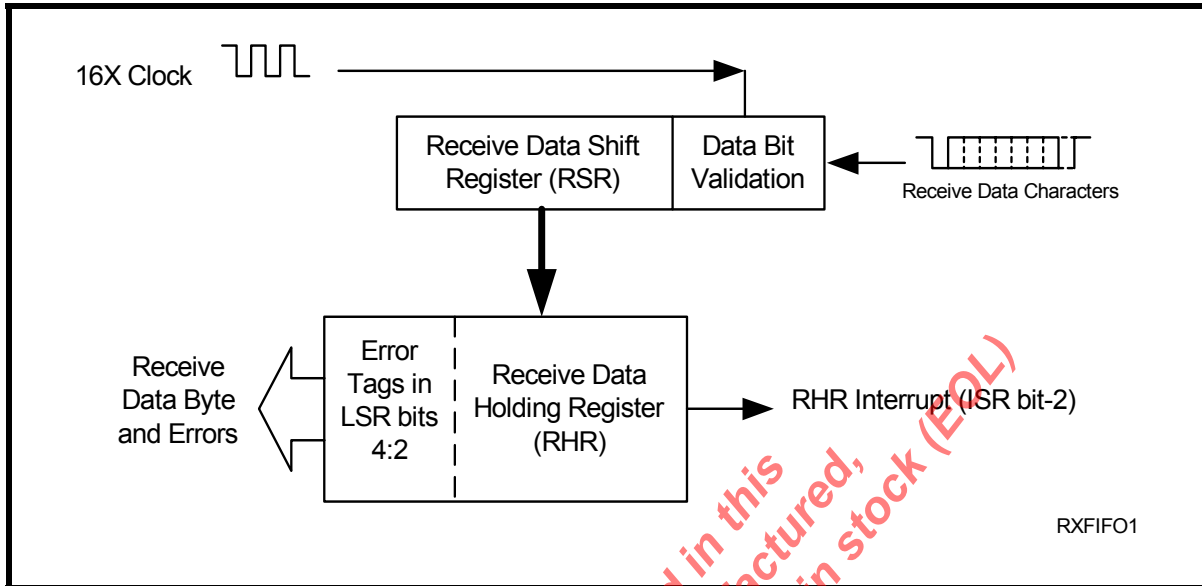 16X Clock
Receive Data Shift
Register (RSR)
Data Bit
Validation
Receive Data Characters
Receive
Data Byte
and Errors
Error
Tags in
LSR bits
4:2
Receive Data
Holding Register
(RHR)
RHR Interrupt (ISR bit-2)
d in this
factured,
in stock (EOL)
RXFIFO1